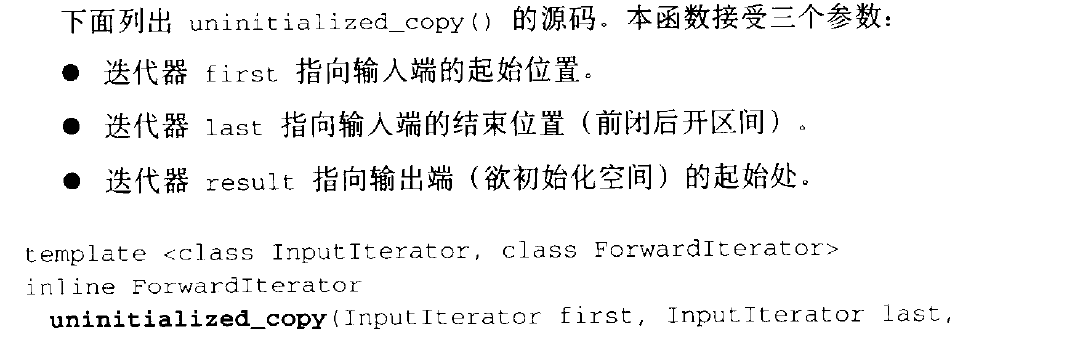 下面列出 uninitialized_copy() 的源码。本函数接受三个参数：
● 迭代器 first 指向输入端的起始位置。
● 迭代器 last 指向输入端的结束位置（前闭后开区间）。
● 迭代器 result 指向输出端（欲初始化空间）的起始处。
template <class InputIterator, class ForwardIterator>
inline ForwardIterator
uninitialized_copy(InputIterator first, InputIterator last,